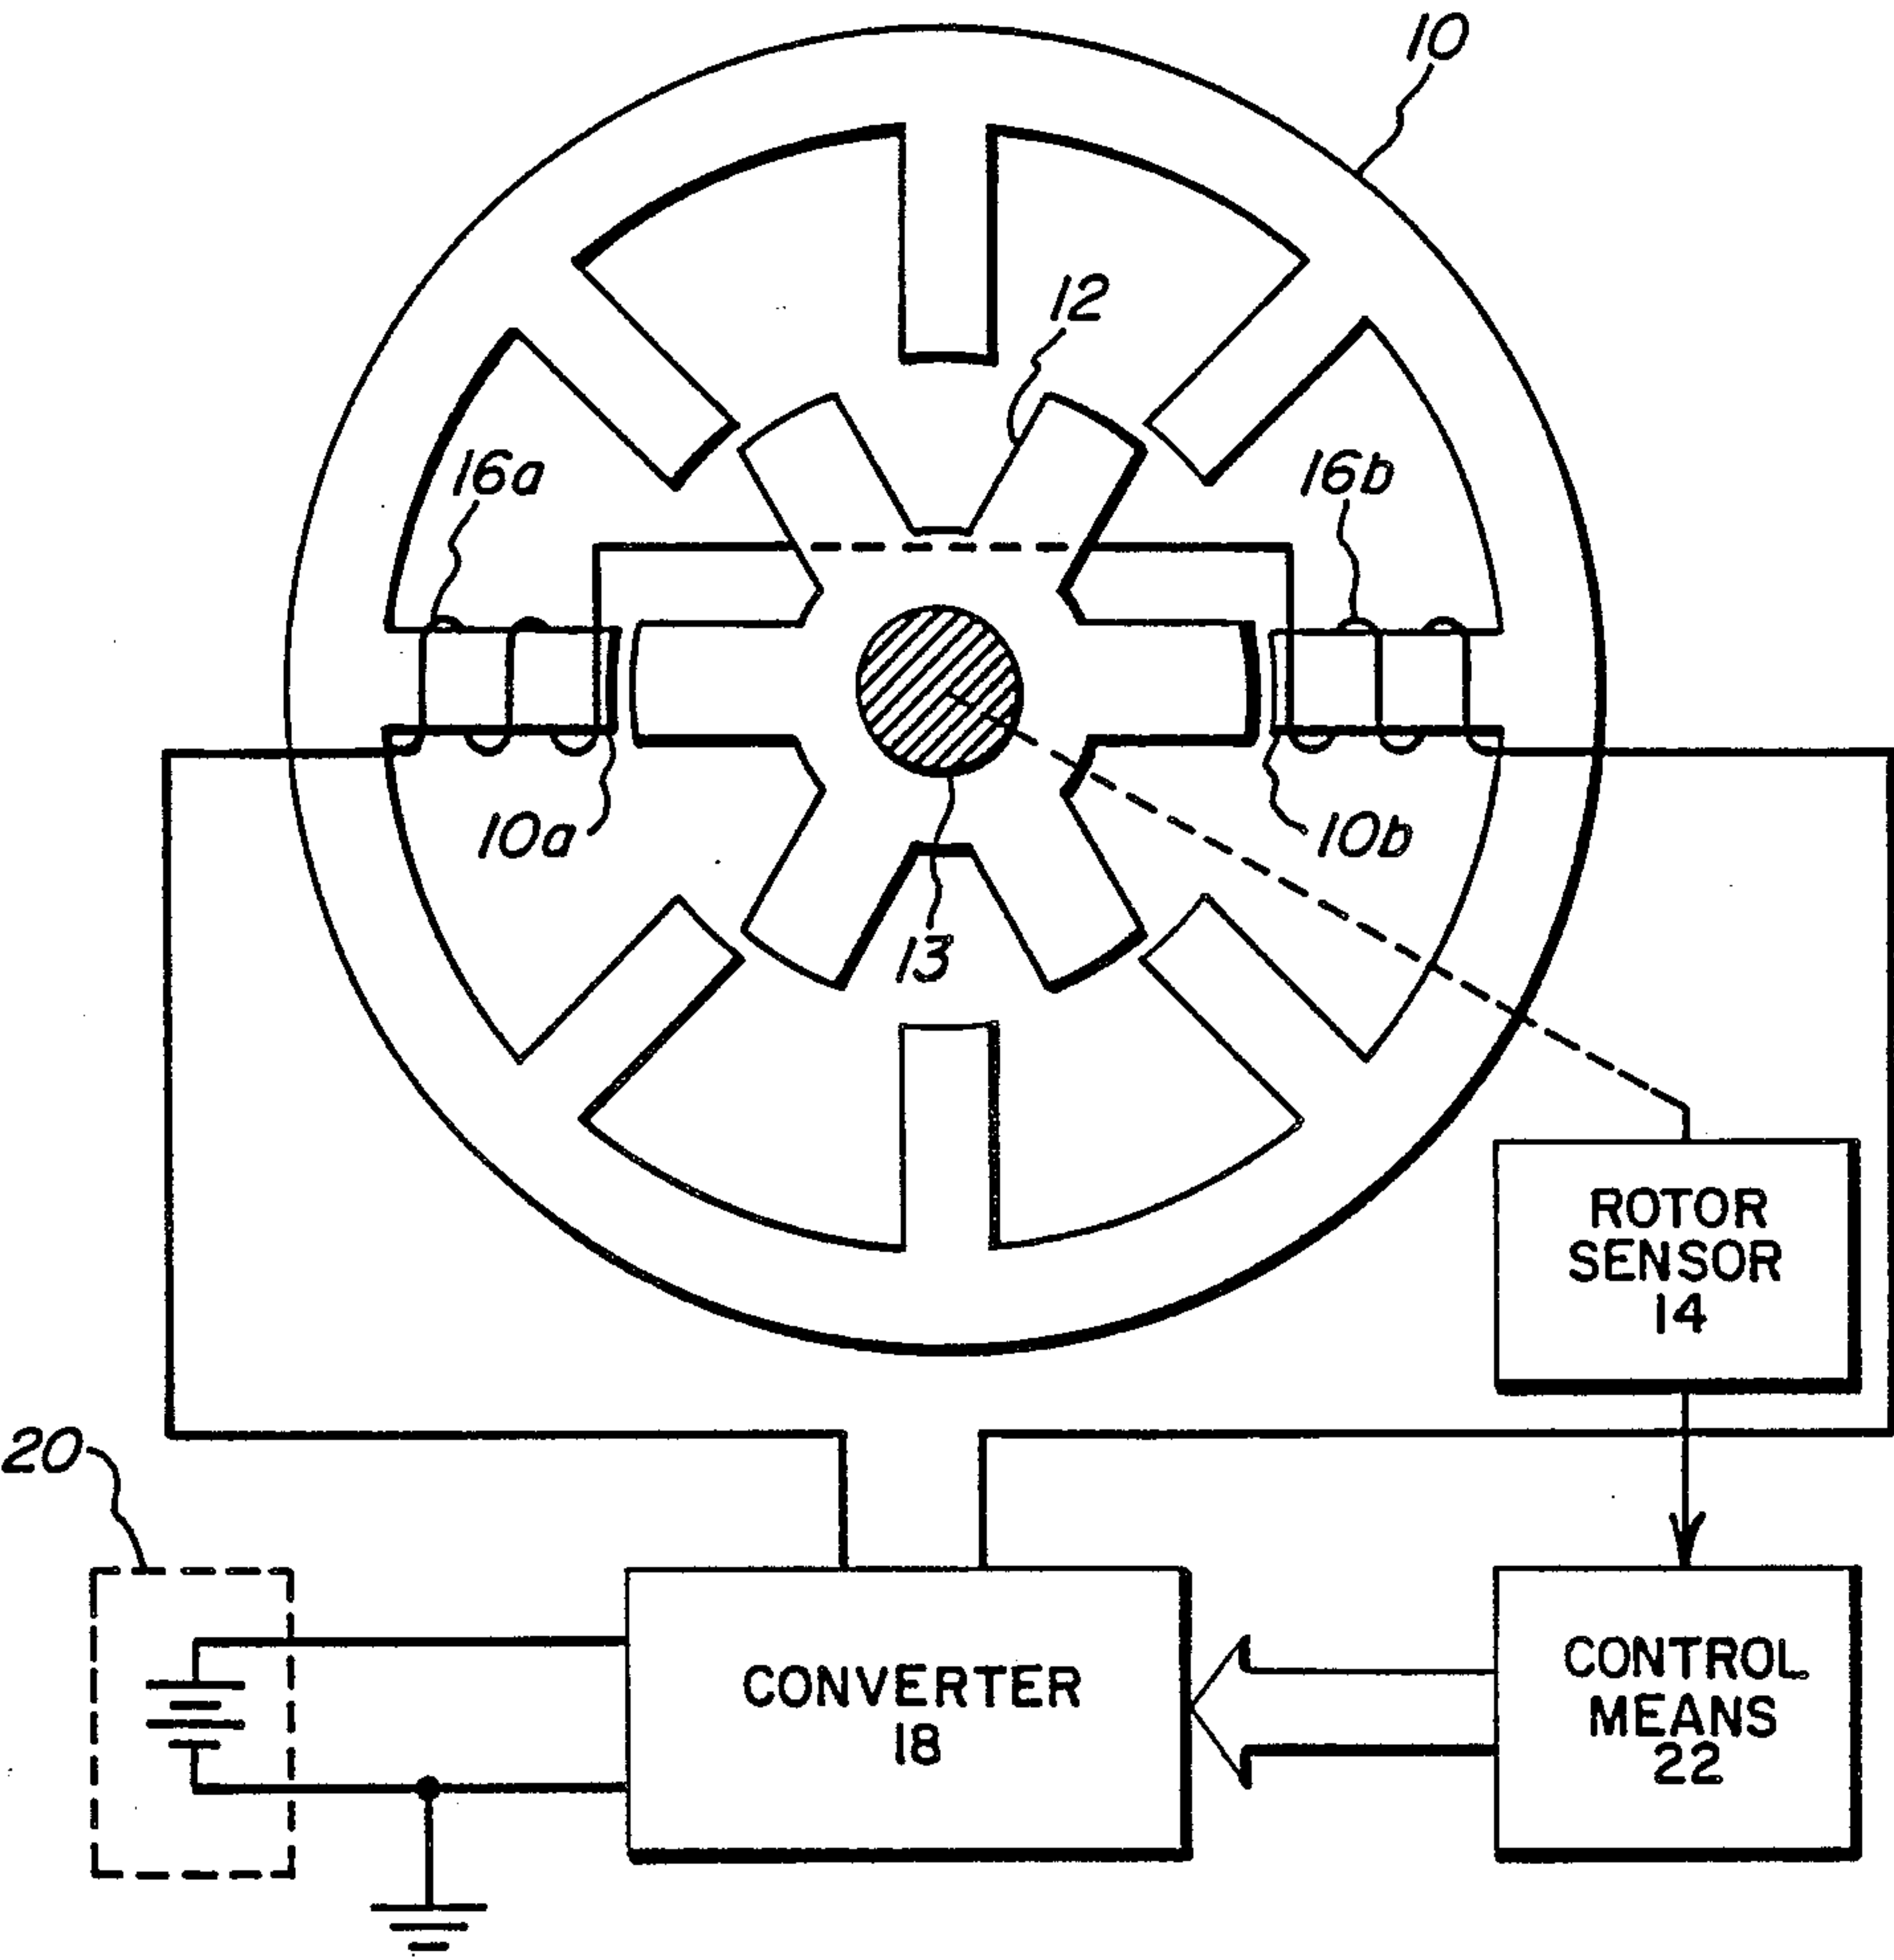 10
12
16a
16b
10a
10b
13
ROTOR
SENSOR
14
20
CONVERTER
18
CONTROL
MEANS
22